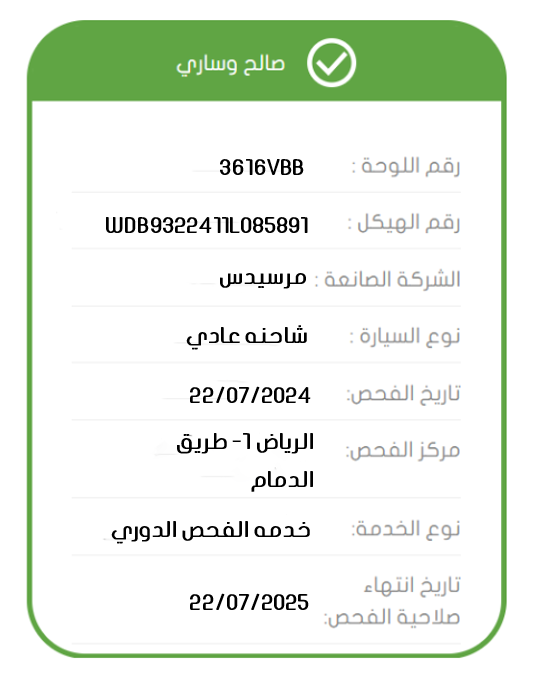 صالح وساري
رقم اللوحة : 3616VBB
رقم الهيكل : WDB9322411L085891
الشركة الصانعة : مرسيدس
نوع السيارة : شاحنه عادي
تاريخ الفحص: 22/07/2024
مركز الفحص: الرياض 1- طريق
الدمام
نوع الخدمة: خدمه الفحص الدوري
تاريخ انتهاء
صلاحية الفحص: 22/07/2025